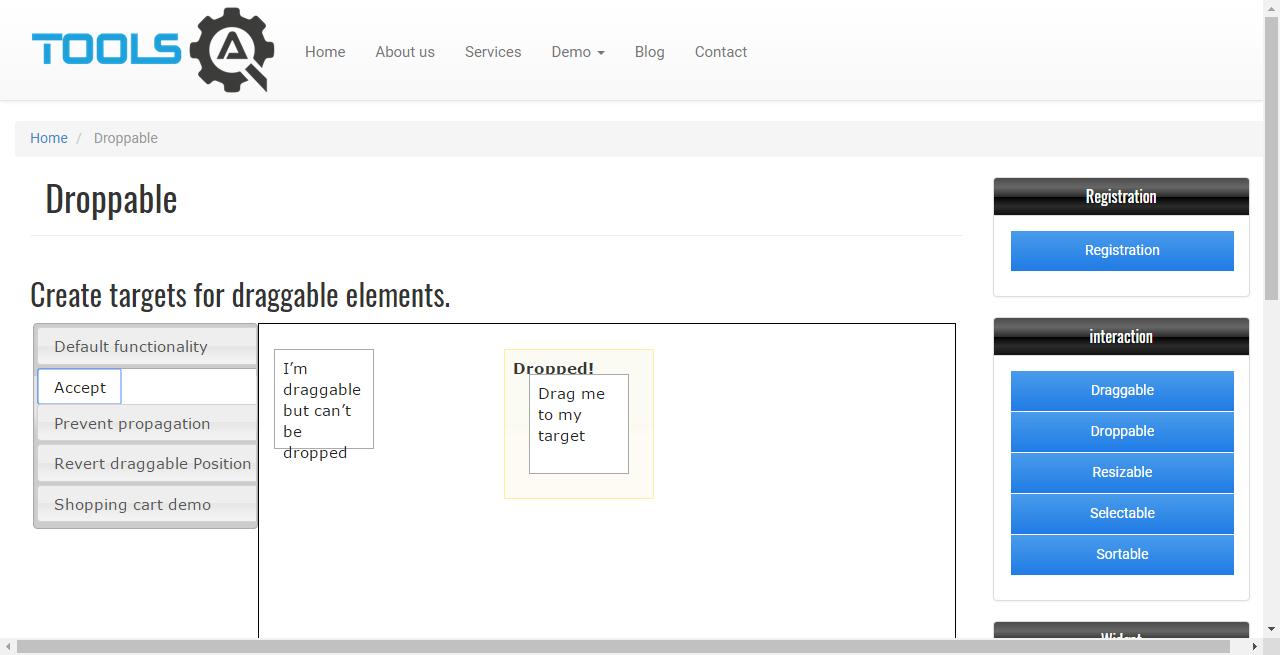 TOOLS QA
Home
About us
Services
Demo
Blog
Contact
Home / Droppable
Droppable
Create targets for draggable elements.
Default functionality
Accept
Prevent propagation
Revert draggable Position
Shopping cart demo
I’m
draggable
but can’t
be
dropped
Dropped!
Drag me
to my
target
Registration
Registration
interaction
Draggable
Droppable
Resizable
Selectable
Sortable
Widget